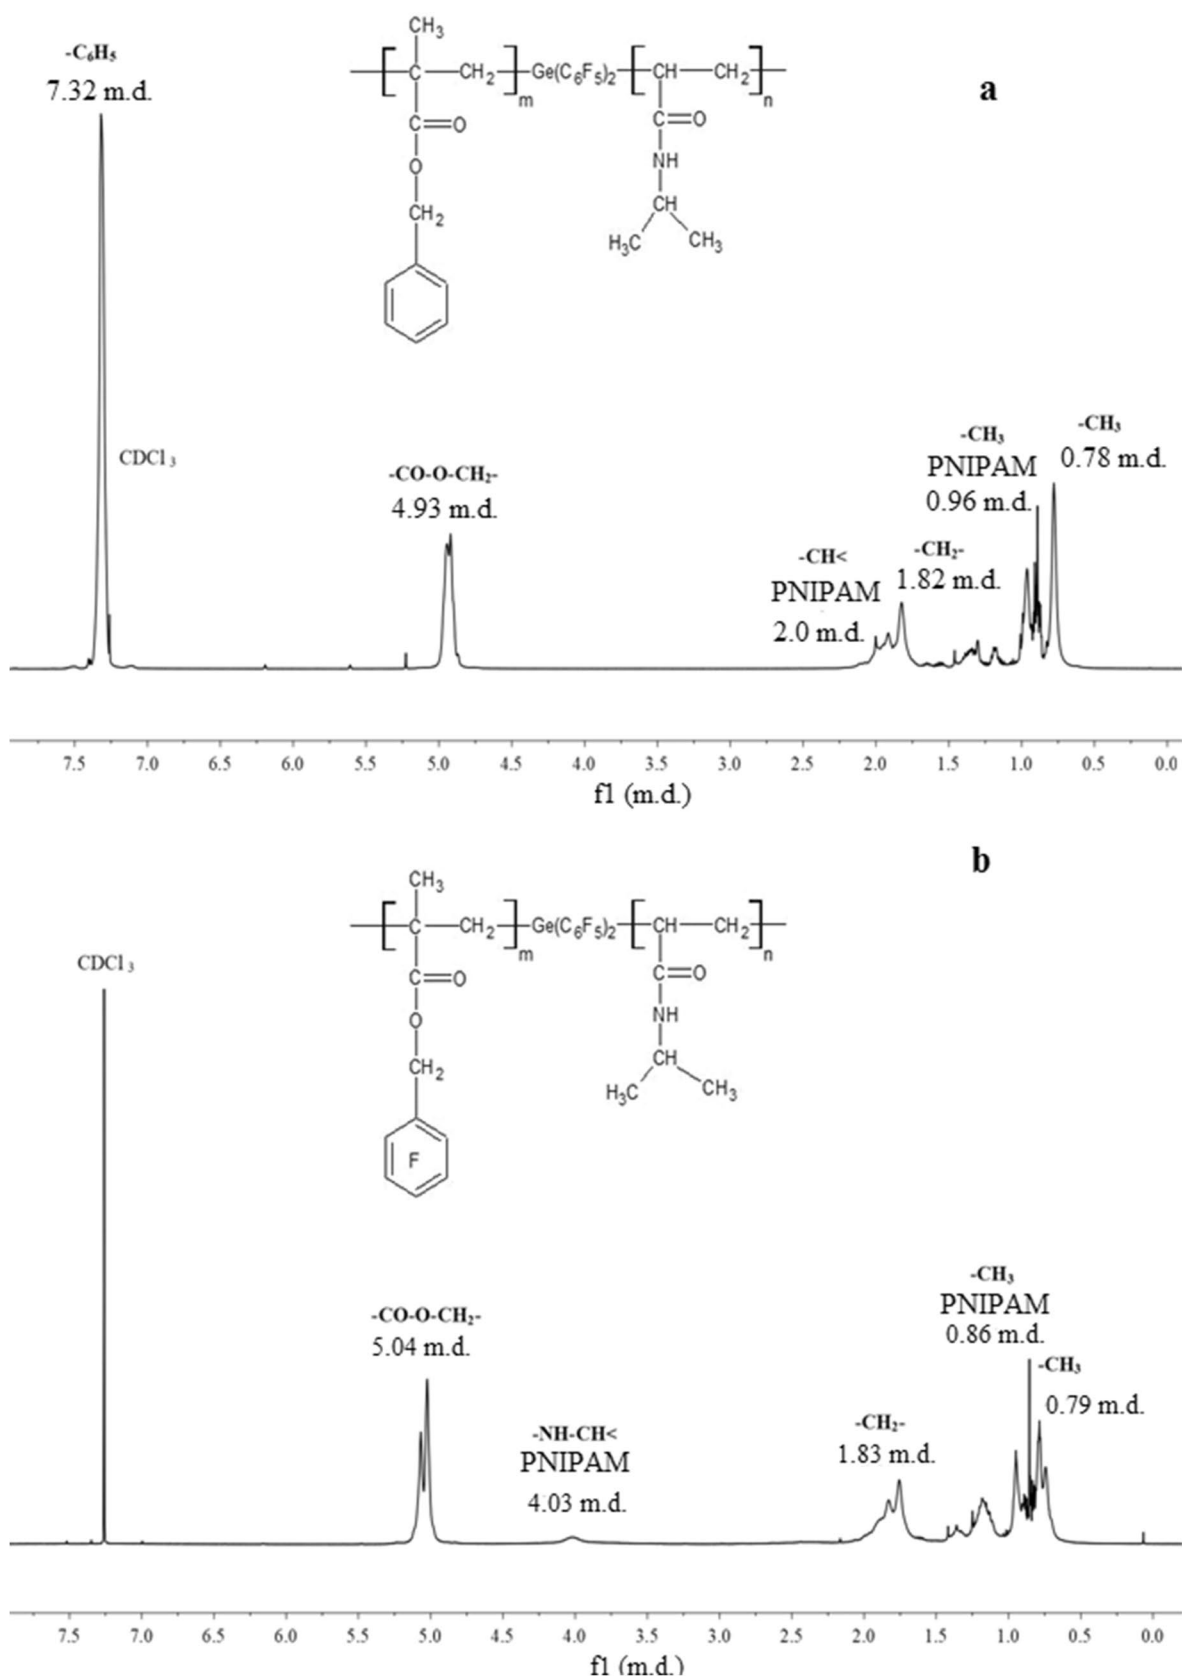 -C₆H₅
7.32 m.d.
CH₃
C
CH₂
m
Ge(C₆F₅)₂
CH
CH₂
n
a
C=O
C=O
O
NH
CH₂
CH
H₃C
CH₃
CDCl₃
-CO-O-CH₂-
4.93 m.d.
-CH<
PNIPAM
2.0 m.d.
-CH₂-
1.82 m.d.
-CH₃
PNIPAM
0.96 m.d.
-CH₃
0.78 m.d.
7.5 7.0 6.5 6.0 5.5 5.0 4.5 4.0 3.5 3.0 2.5 2.0 1.5 1.0 0.5 0.0
f1 (m.d.)
b
CH₃
C
CH₂
m
Ge(C₆F₅)₂
CH
CH₂
n
CDCl₃
C=O
C=O
O
NH
CH₂
CH
H₃C
CH₃
F
-CO-O-CH₂-
5.04 m.d.
-NH-CH<
PNIPAM
4.03 m.d.
-CH₂-
1.83 m.d.
-CH₃
PNIPAM
0.86 m.d.
-CH₃
0.79 m.d.
7.5 7.0 6.5 6.0 5.5 5.0 4.5 4.0 3.5 3.0 2.5 2.0 1.5 1.0 0.5 0.0
f1 (m.d.)